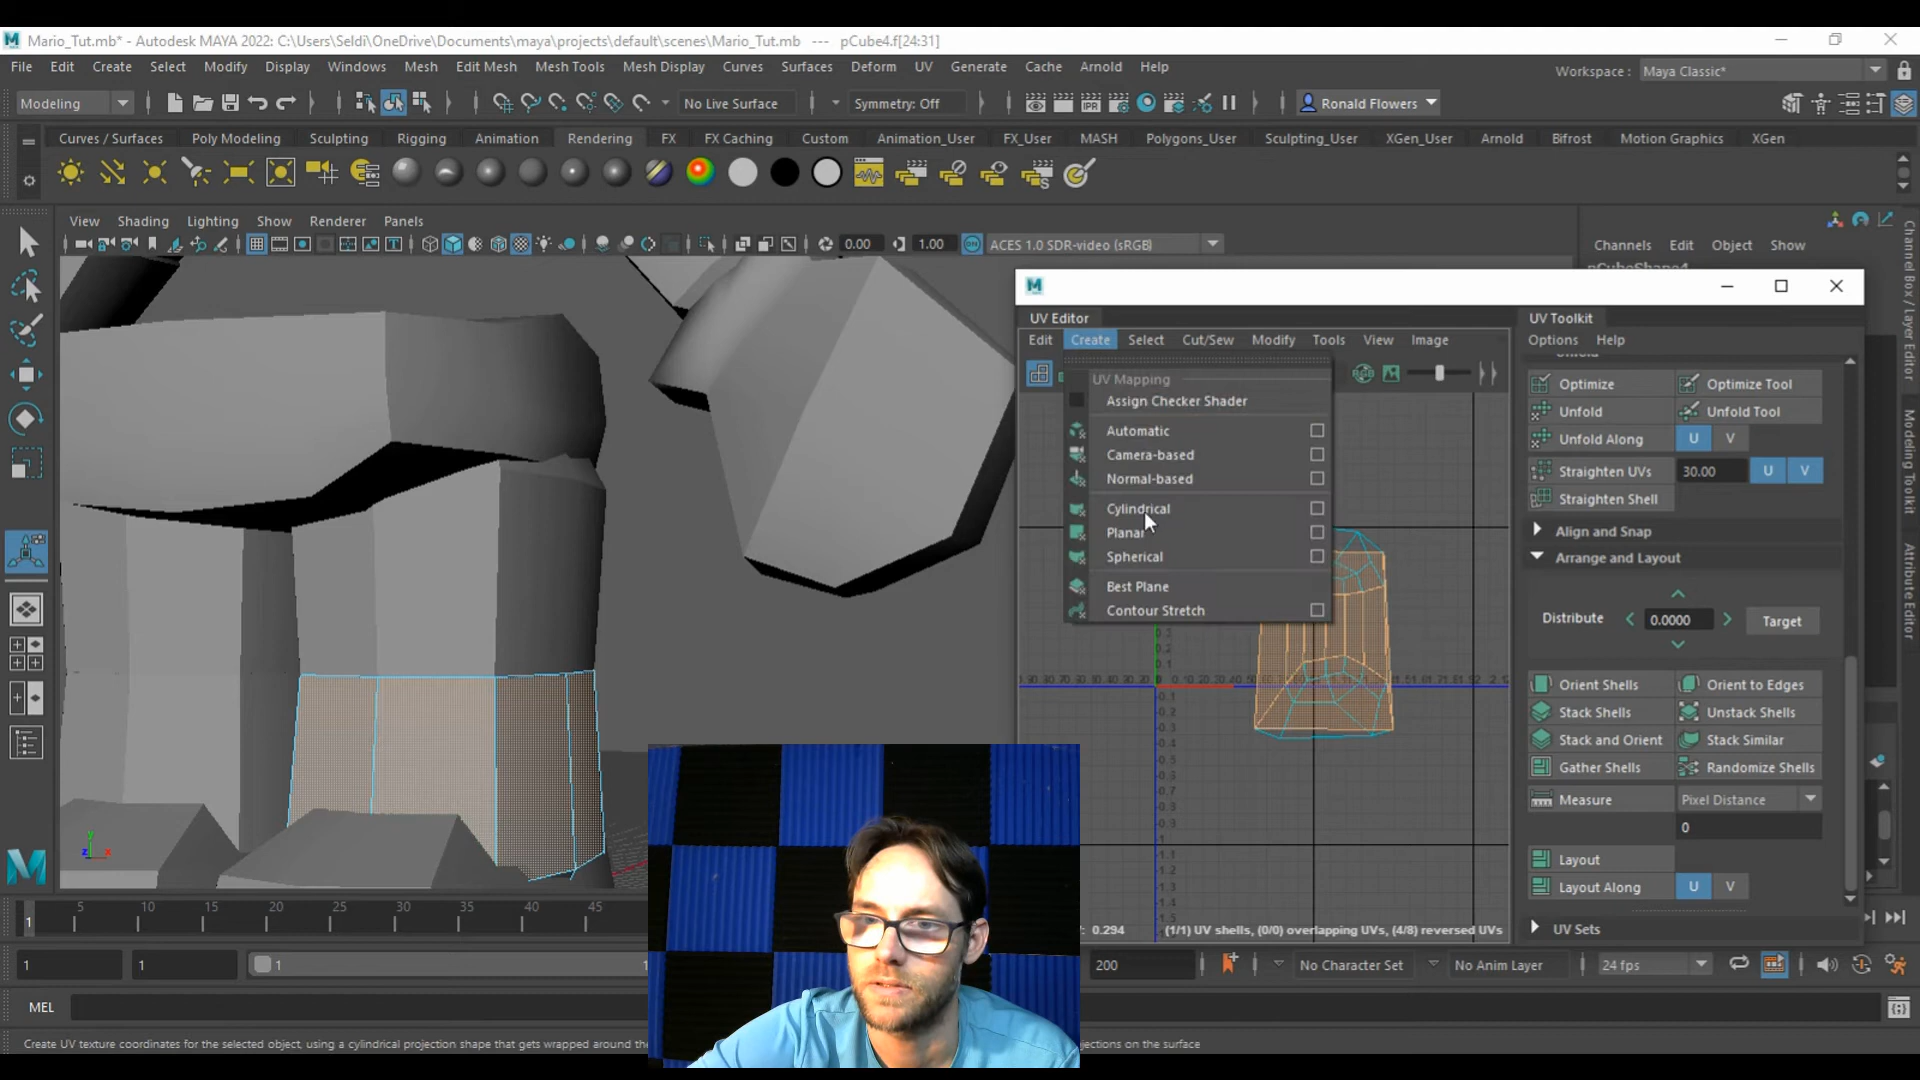 Mario_Tut.mb* - Autodesk MAYA 2022: C:\Users\Seldi\OneDrive\Documents\maya\projects\default\scenes\Mario_Tut.mb --- pCube4.f[24:31]
File Edit Create Select Modify Display Windows Mesh Edit Mesh Mesh Tools Mesh Display Curves Surfaces Deform UV Generate Cache Arnold Help
Workspace : Maya Classic*
Modeling No Live Surface Symmetry: Off Ronald Flowers
Curves / Surfaces Poly Modeling Sculpting Rigging Animation Rendering FX FX Caching Custom Animation_User FX_User MASH Polygons_User Sculpting_User XGen_User Arnold Bifrost Motion Graphics XGen
View Shading Lighting Show Renderer Panels
0.00 1.00 ACES 1.0 SDR-video (sRGB)
Channels Edit Object Show
Channel Box / Layer Editor
Modeling Toolkit
Attribute Editor
UV Editor
Edit Create Select Cut/Sew Modify Tools View Image
UV Mapping
Assign Checker Shader
Automatic
Camera-based
Normal-based
Cylindrical
Planar
Spherical
Best Plane
Contour Stretch
0.294 (1/1) UV shells, (0/0) overlapping UVs, (4/8) reversed UVs
UV Toolkit
Options Help
Optimize Optimize Tool
Unfold Unfold Tool
Unfold Along U V
Straighten UVs 30.00 U V
Straighten Shell
Align and Snap
Arrange and Layout
Distribute 0.0000 Target
Orient Shells Orient to Edges
Stack Shells Unstack Shells
Stack and Orient Stack Similar
Gather Shells Randomize Shells
Measure Pixel Distance
0
Layout
Layout Along U V
UV Sets
1 5 10 15 20 25 30 35 40 45
1 1 1 200 No Character Set No Anim Layer 24 fps
MEL
Create UV texture coordinates for the selected object, using a cylindrical projection shape that gets wrapped around the